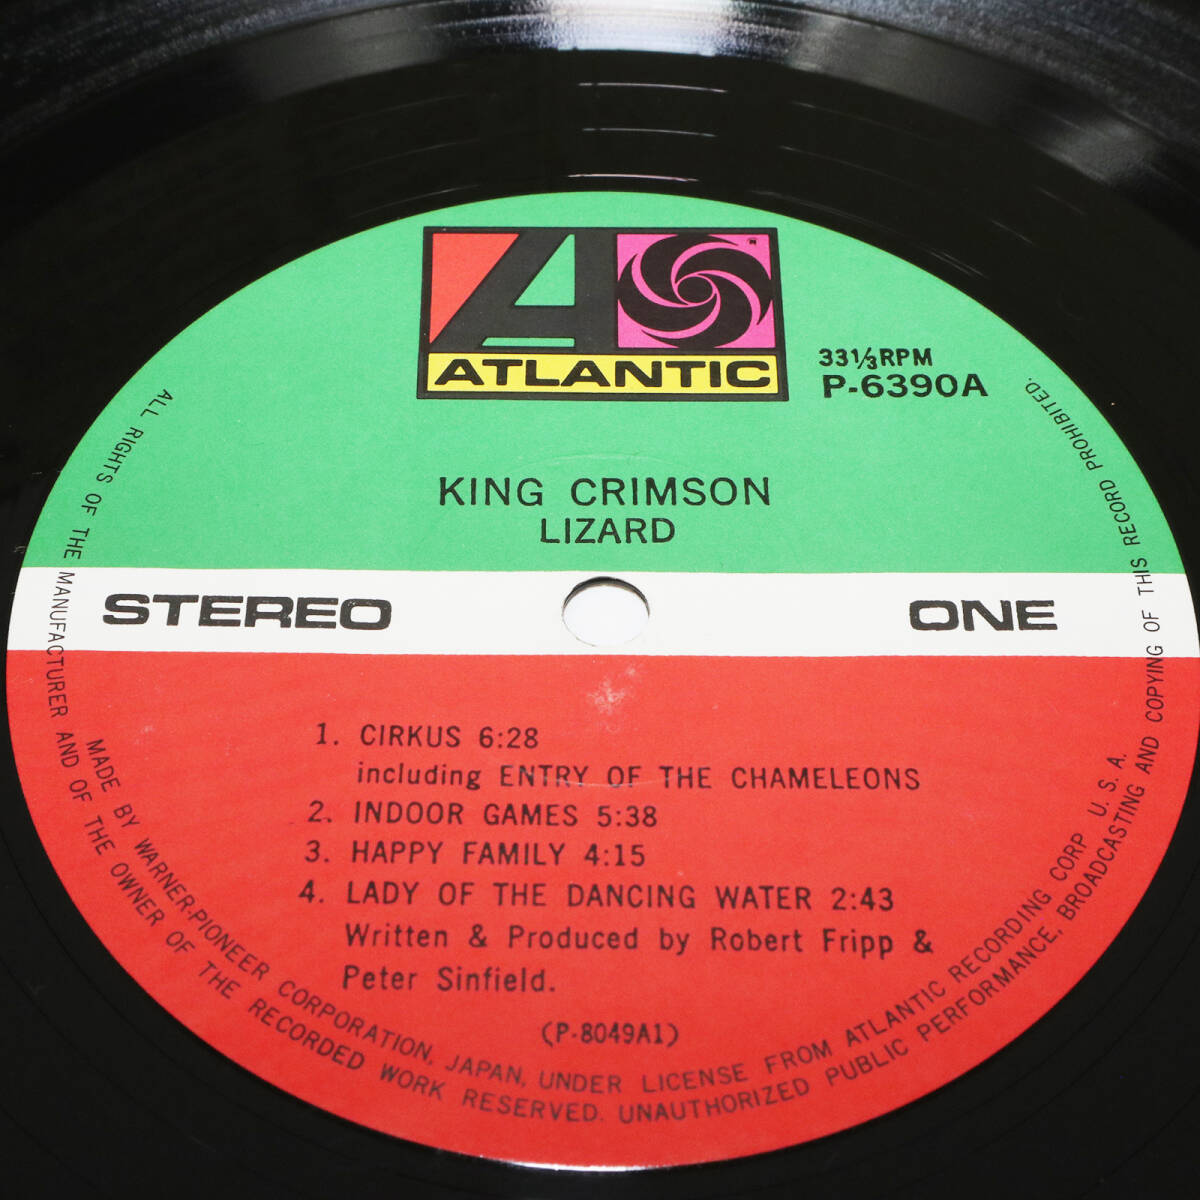 ATLANTIC
33⅓RPM
P-6390A
KING CRIMSON
LIZARD
STEREO
ONE
1. CIRKUS 6:28
including ENTRY OF THE CHAMELEONS
2. INDOOR GAMES 5:38
3. HAPPY FAMILY 4:15
4. LADY OF THE DANCING WATER 2:43
Written & Produced by Robert Fripp &
Peter Sinfield.
(P-8049A1)
MADE BY WARNER-PIONEER CORPORATION, JAPAN, UNDER LICENSE FROM ATLANTIC RECORDING CORP U. S. A.
ALL RIGHTS OF THE MANUFACTURER AND OF THE OWNER OF THE RECORDED WORK RESERVED. UNAUTHORIZED PUBLIC PERFORMANCE, BROADCASTING AND COPYING OF THIS RECORD PROHIBITED.